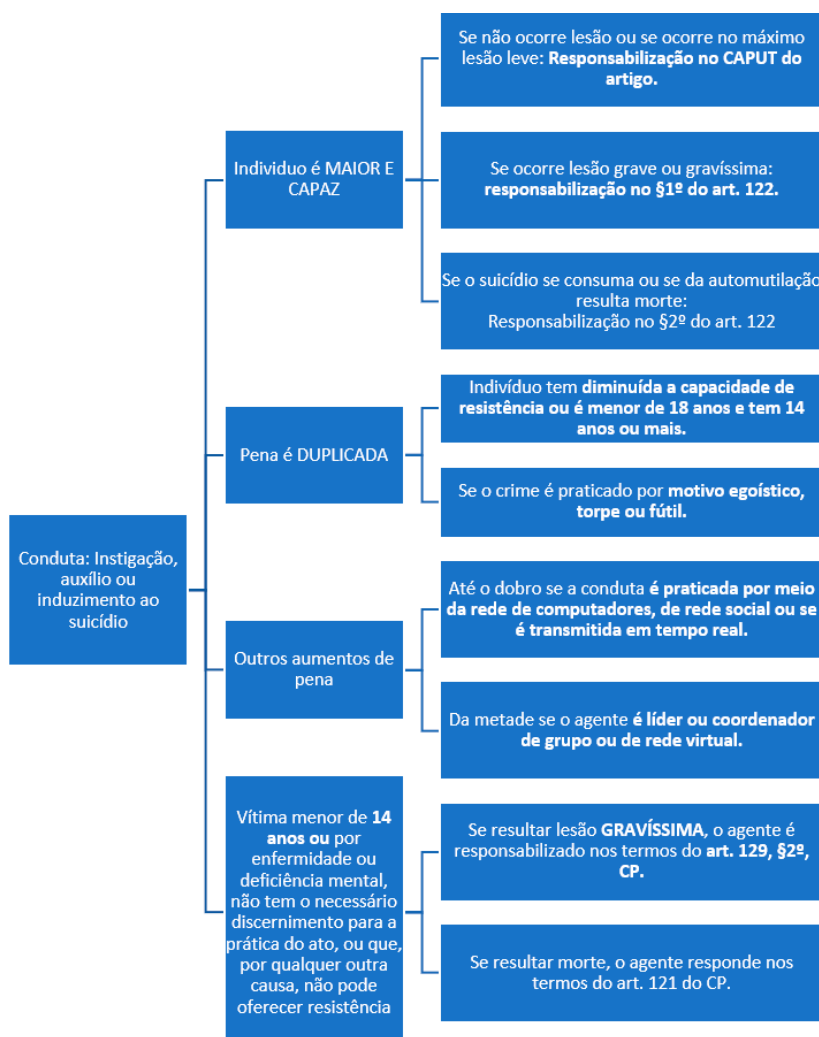 Conduta: Instigação,
auxílio ou
induzimento ao
suicídio
Individuo é MAIOR E
CAPAZ
Se não ocorre lesão ou se ocorre no máximo
lesão leve: Responsabilização no CAPUT do
artigo.
Se ocorre lesão grave ou gravíssima:
responsabilização no §1º do art. 122.
Se o suicídio se consuma ou se da automutilação
resulta morte:
Responsabilização no §2º do art. 122
Pena é DUPLICADA
Indivíduo tem diminuída a capacidade de
resistência ou é menor de 18 anos e tem 14
anos ou mais.
Se o crime é praticado por motivo egoístico,
torpe ou fútil.
Outros aumentos de
pena
Até o dobro se a conduta é praticada por meio
da rede de computadores, de rede social ou se
é transmitida em tempo real.
Da metade se o agente é líder ou coordenador
de grupo ou de rede virtual.
Vítima menor de 14
anos ou por
enfermidade ou
deficiência mental,
não tem o necessário
discernimento para a
prática do ato, ou que,
por qualquer outra
causa, não pode
oferecer resistência
Se resultar lesão GRAVÍSSIMA, o agente é
responsabilizado nos termos do art. 129, §2º,
CP.
Se resultar morte, o agente responde nos
termos do art. 121 do CP.